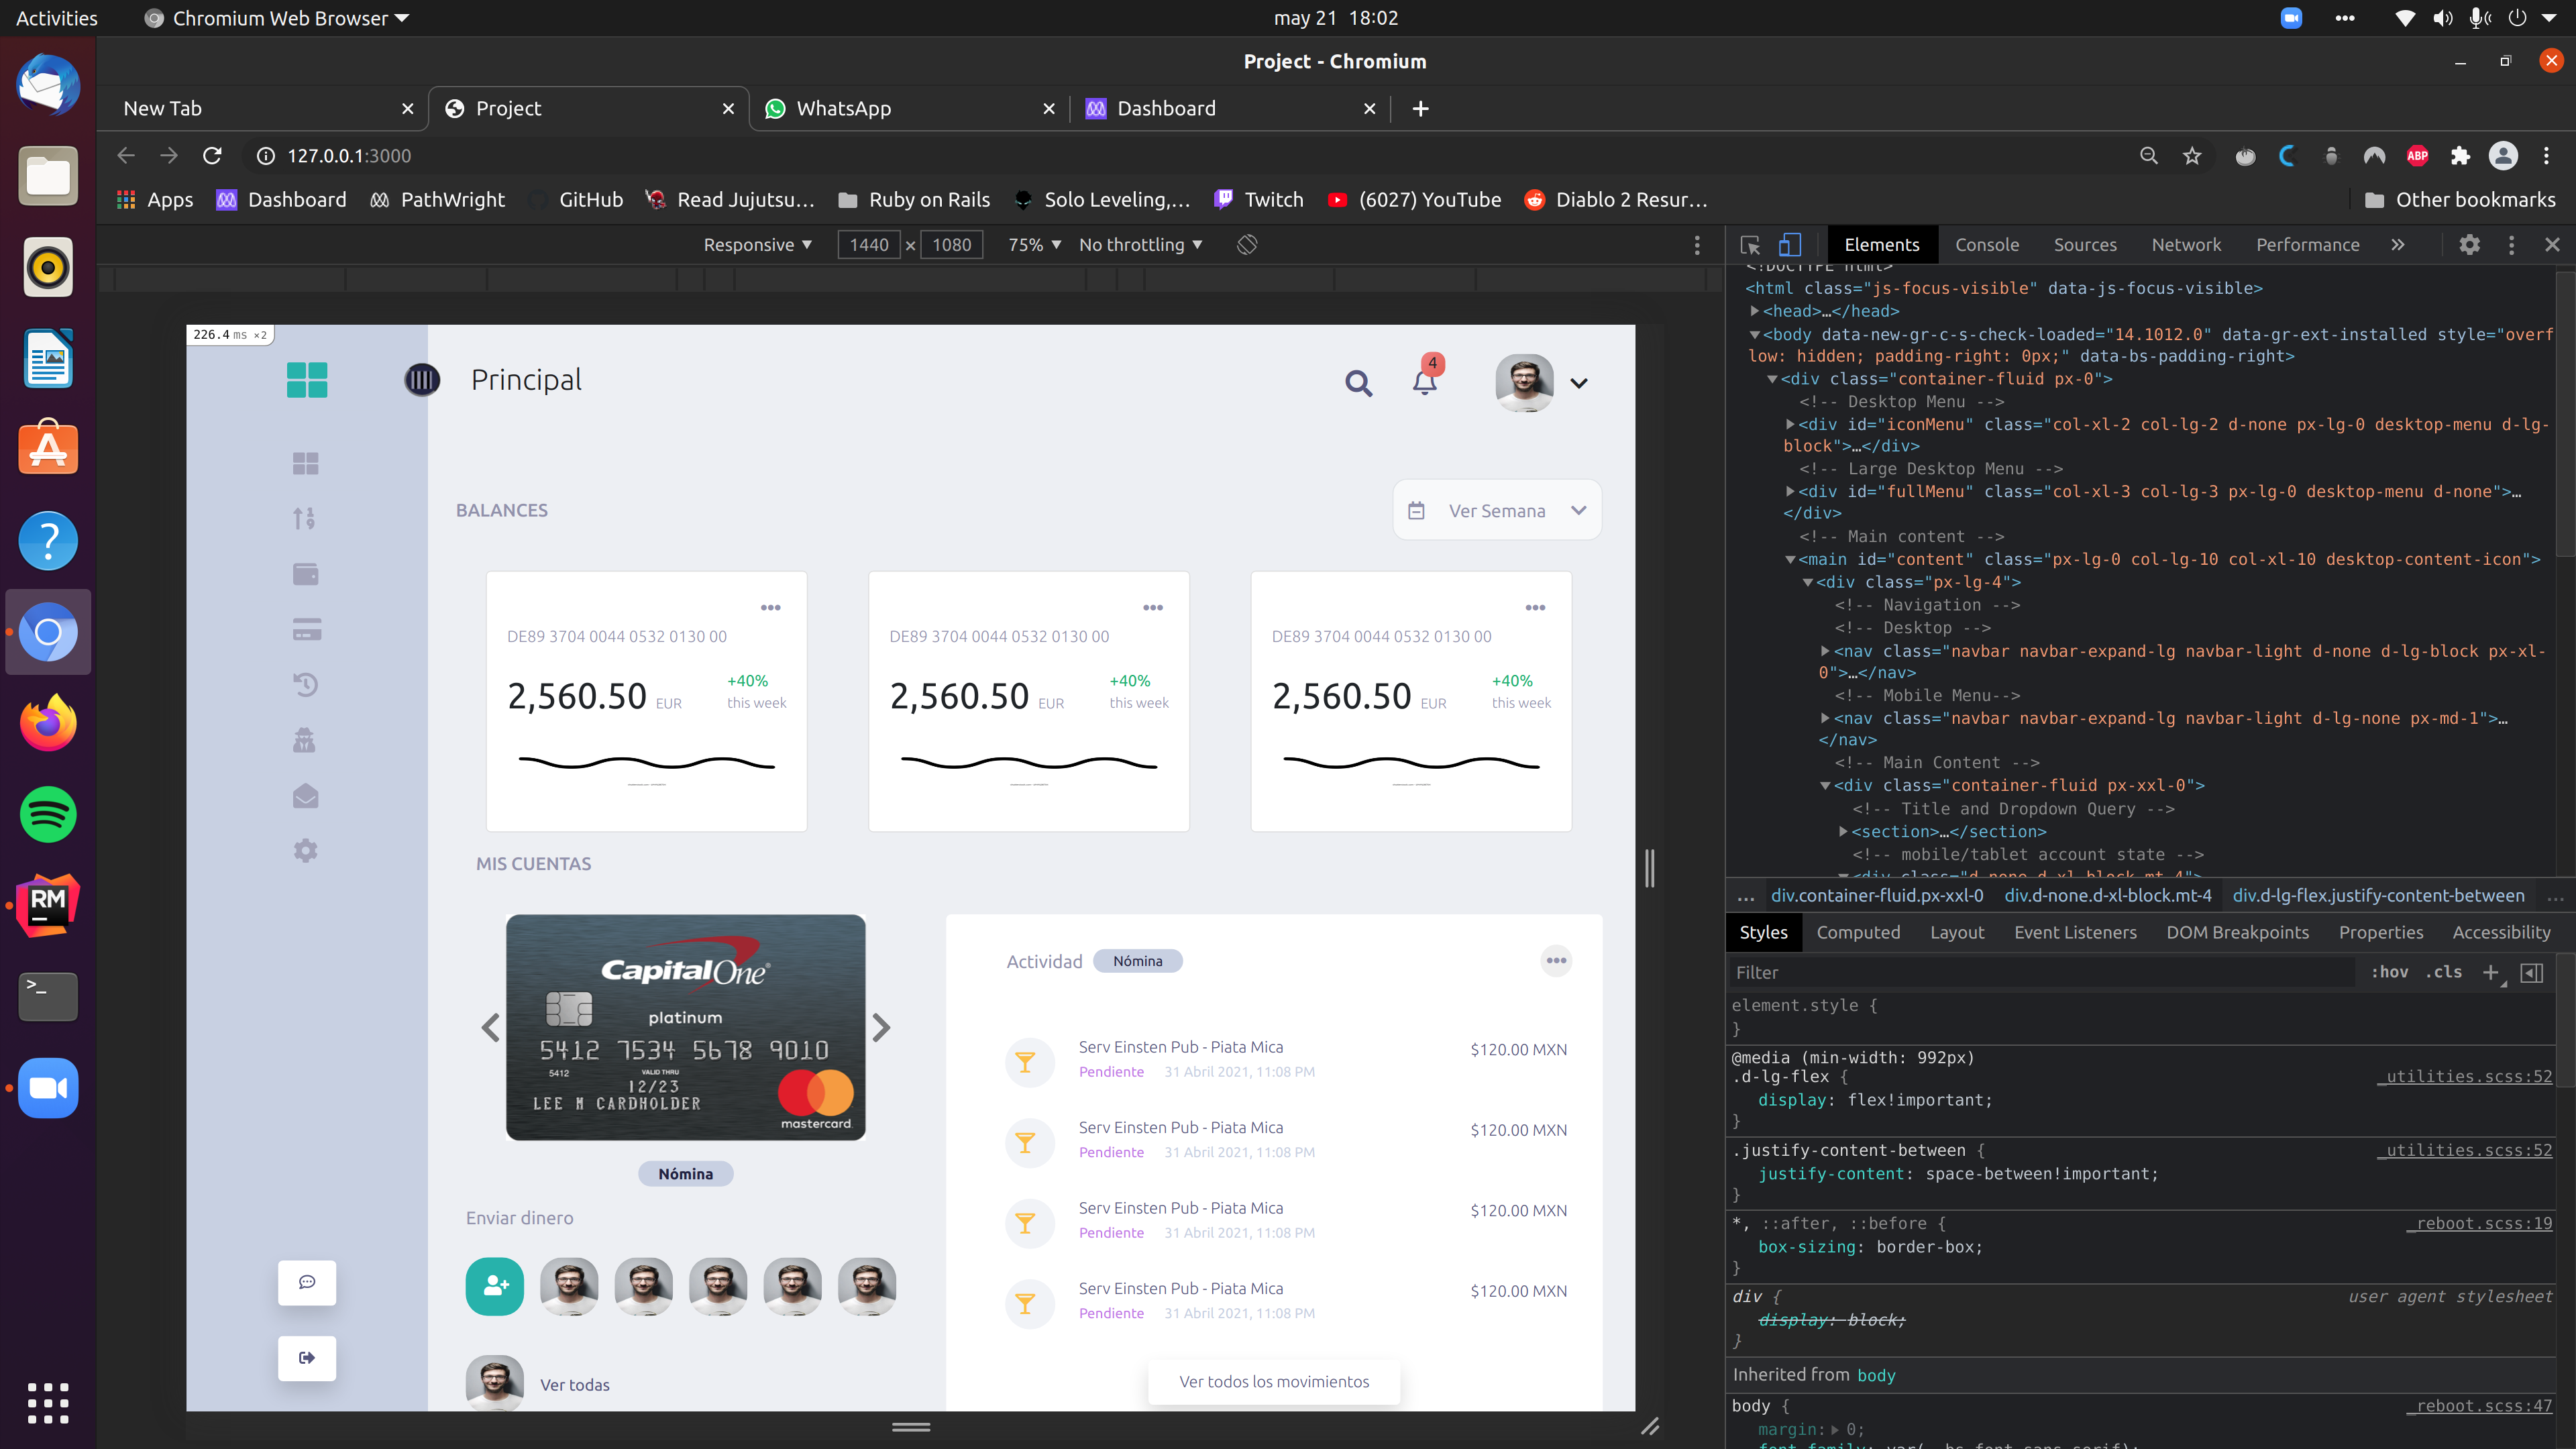 Activities Chromium Web Browser may 21 18:02
Project - Chromium
New Tab Project WhatsApp Dashboard
127.0.0.1:3000 ABP
Apps Dashboard PathWright GitHub Read Jujutsu... Ruby on Rails Solo Leveling,... Twitch (6027) YouTube Diablo 2 Resur... Other bookmarks
Responsive 1440 × 1080 75% No throttling
226.4 ms ×2
Principal
4
BALANCES
Ver Semana
DE89 3704 0044 0532 0130 00
2,560.50 EUR
+40%
this week
DE89 3704 0044 0532 0130 00
2,560.50 EUR
+40%
this week
DE89 3704 0044 0532 0130 00
2,560.50 EUR
+40%
this week
MIS CUENTAS
CapitalOne®
platinum
5412 7534 5678 9010
5412
VALID THRU
12/23
LEE M CARDHOLDER
mastercard
Nómina
Enviar dinero
Ver todas
Actividad Nómina
Serv Einsten Pub - Piata Mica $120.00 MXN
Pendiente 31 Abril 2021, 11:08 PM
Serv Einsten Pub - Piata Mica $120.00 MXN
Pendiente 31 Abril 2021, 11:08 PM
Serv Einsten Pub - Piata Mica $120.00 MXN
Pendiente 31 Abril 2021, 11:08 PM
Serv Einsten Pub - Piata Mica $120.00 MXN
Pendiente 31 Abril 2021, 11:08 PM
Ver todos los movimientos
RM
Elements Console Sources Network Performance
<!DOCTYPE html>
<html class="js-focus-visible" data-js-focus-visible>
<head>…</head>
<body data-new-gr-c-s-check-loaded="14.1012.0" data-gr-ext-installed style="overf
low: hidden; padding-right: 0px;" data-bs-padding-right>
<div class="container-fluid px-0">
<!-- Desktop Menu -->
<div id="iconMenu" class="col-xl-2 col-lg-2 d-none px-lg-0 desktop-menu d-lg-
block">…</div>
<!-- Large Desktop Menu -->
<div id="fullMenu" class="col-xl-3 col-lg-3 px-lg-0 desktop-menu d-none">…
</div>
<!-- Main content -->
<main id="content" class="px-lg-0 col-lg-10 col-xl-10 desktop-content-icon">
<div class="px-lg-4">
<!-- Navigation -->
<!-- Desktop -->
<nav class="navbar navbar-expand-lg navbar-light d-none d-lg-block px-xl-
0">…</nav>
<!-- Mobile Menu-->
<nav class="navbar navbar-expand-lg navbar-light d-lg-none px-md-1">…
</nav>
<!-- Main Content -->
<div class="container-fluid px-xxl-0">
<!-- Title and Dropdown Query -->
<section>…</section>
<!-- mobile/tablet account state -->
<div class="d-none d-xl-block mt-4">
... div.container-fluid.px-xxl-0 div.d-none.d-xl-block.mt-4 div.d-lg-flex.justify-content-between ...
Styles Computed Layout Event Listeners DOM Breakpoints Properties Accessibility
Filter :hov .cls
element.style {
}
@media (min-width: 992px)
.d-lg-flex { _utilities.scss:52
display: flex!important;
}
.justify-content-between { _utilities.scss:52
justify-content: space-between!important;
}
*, ::after, ::before { _reboot.scss:19
box-sizing: border-box;
}
div { user agent stylesheet
display: block;
}
Inherited from body
body { _reboot.scss:47
margin: 0;
font-family: var(--bs-font-sans-serif);